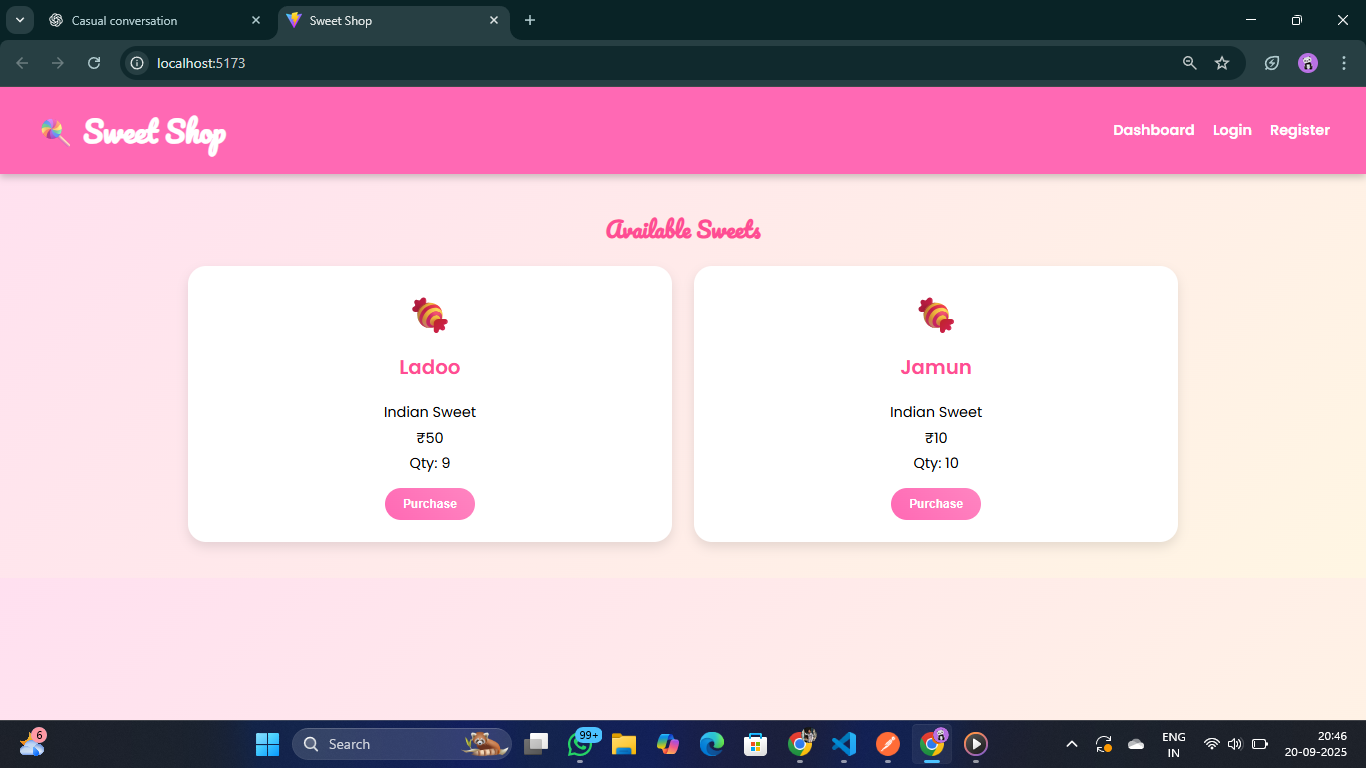 Casual conversation
Sweet Shop
localhost:5173
Sweet Shop
Dashboard Login Register
Available Sweets
Ladoo
Indian Sweet
₹50
Qty: 9
Purchase
Jamun
Indian Sweet
₹10
Qty: 10
Purchase
6
Search
99+
ENG
IN
20:46
20-09-2025